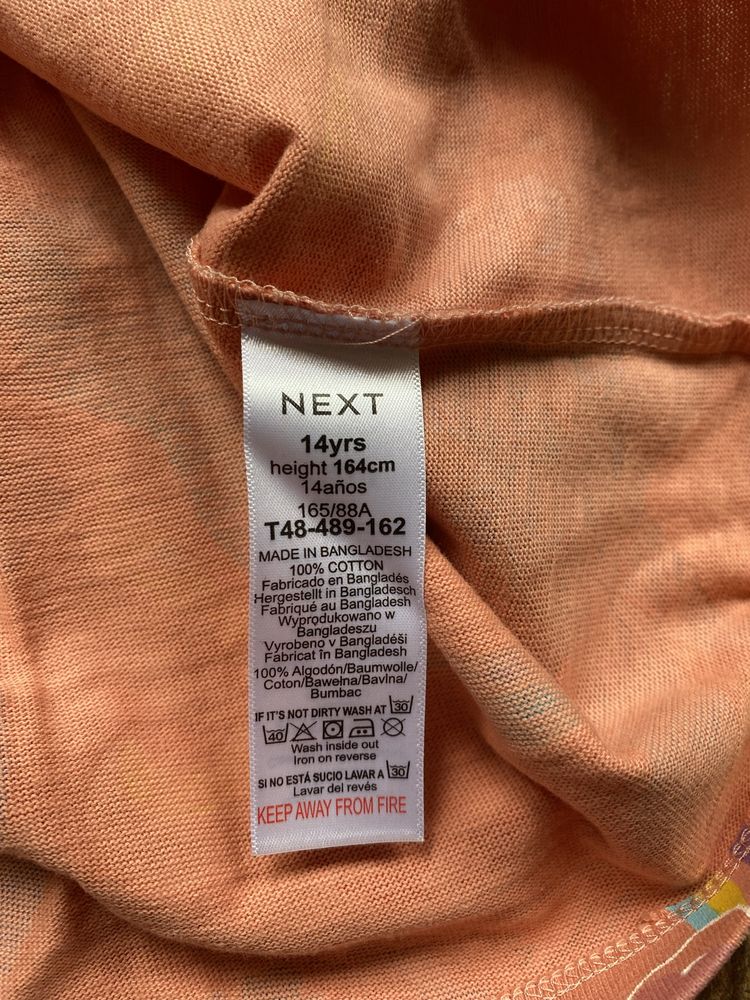 NEXT
14yrs
height 164cm
14años
165/88A
T48-489-162
MADE IN BANGLADESH
100% COTTON
Fabricado en Bangladés
Hergestellt in Bangladesch
Fabriqué au Bangladesh
Wyprodukowano w
Bangladeszu
Vyrobeno v Bangladéši
Fabricat în Bangladesh
100% Algodón/Baumwolle/
Coton/Bawełna/Bavlna/
Bumbac
IF IT'S NOT DIRTY WASH AT 30
40
Wash inside out
Iron on reverse
SI NO ESTÁ SUCIO LAVAR A 30
Lavar del revés
KEEP AWAY FROM FIRE